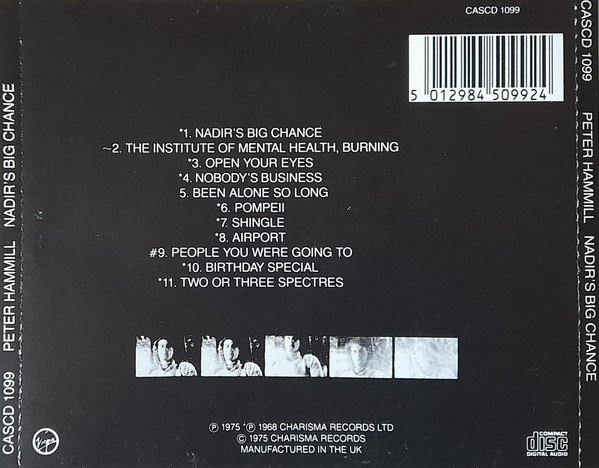 CASCD 1099
5 012984 509924
*1. NADIR'S BIG CHANCE
~2. THE INSTITUTE OF MENTAL HEALTH, BURNING
*3. OPEN YOUR EYES
*4. NOBODY'S BUSINESS
5. BEEN ALONE SO LONG
*6. POMPEII
*7. SHINGLE
*8. AIRPORT
#9. PEOPLE YOU WERE GOING TO
*10. BIRTHDAY SPECIAL
*11. TWO OR THREE SPECTRES
℗ 1975 *℗ 1968 CHARISMA RECORDS LTD
© 1975 CHARISMA RECORDS
MANUFACTURED IN THE UK
Virgin
COMPACT
disc
DIGITAL AUDIO
CASCD 1099 PETER HAMMILL NADIR'S BIG CHANCE
CASCD 1099 PETER HAMMILL NADIR'S BIG CHANCE